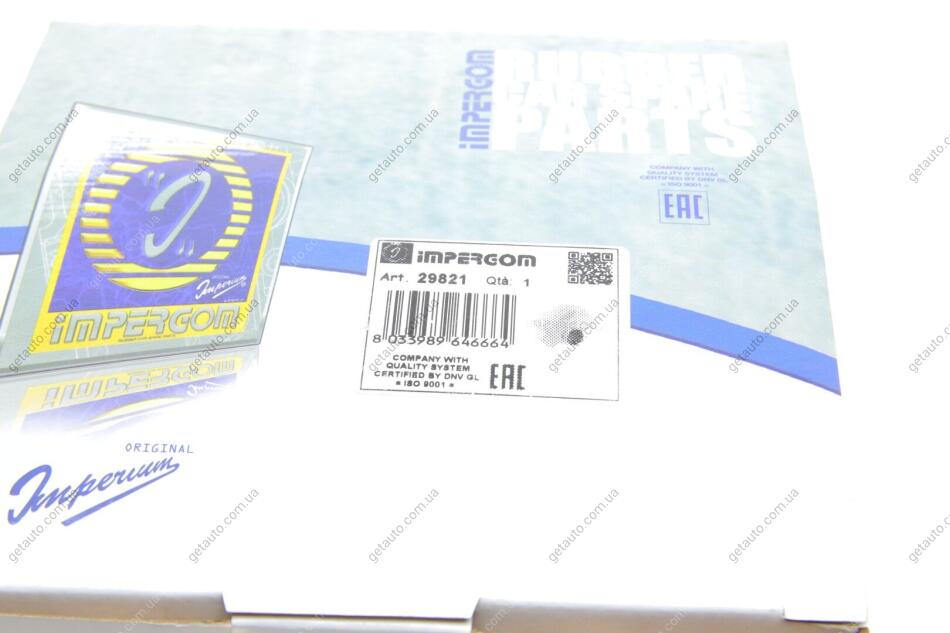 IMPERGOM
RUBBER
CAR SPARE
PARTS
COMPANY WITH
QUALITY SYSTEM
CERTIFIED BY DNV GL
= ISO 9001 =
EAC
ORIGINAL
Imperium
IMPERGOM
IMPERGOM
Art. 29821 Qtà: 1
8 033989 646664
COMPANY WITH
QUALITY SYSTEM
CERTIFIED BY DNV GL
= ISO 9001 =
EAC
ORIGINAL
Imperium
getauto.com.ua